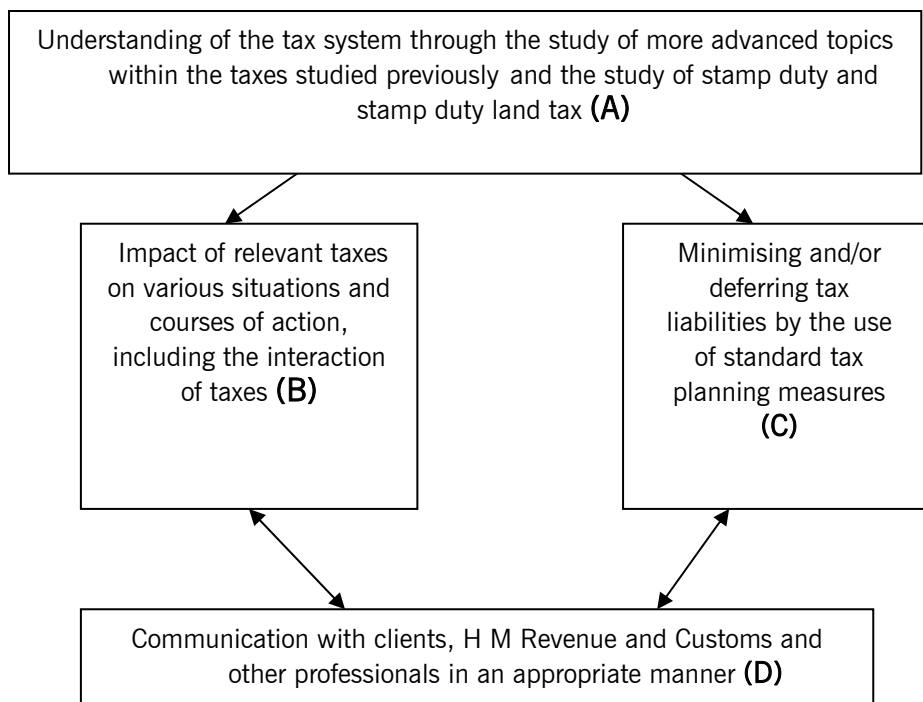 Understanding of the tax system through the study of more advanced topics
within the taxes studied previously and the study of stamp duty and
stamp duty land tax (A)
Impact of relevant taxes
on various situations and
courses of action,
including the interaction
of taxes (B)
Minimising and/or
deferring tax
liabilities by the use
of standard tax
planning measures
(C)
Communication with clients, H M Revenue and Customs and
other professionals in an appropriate manner (D)